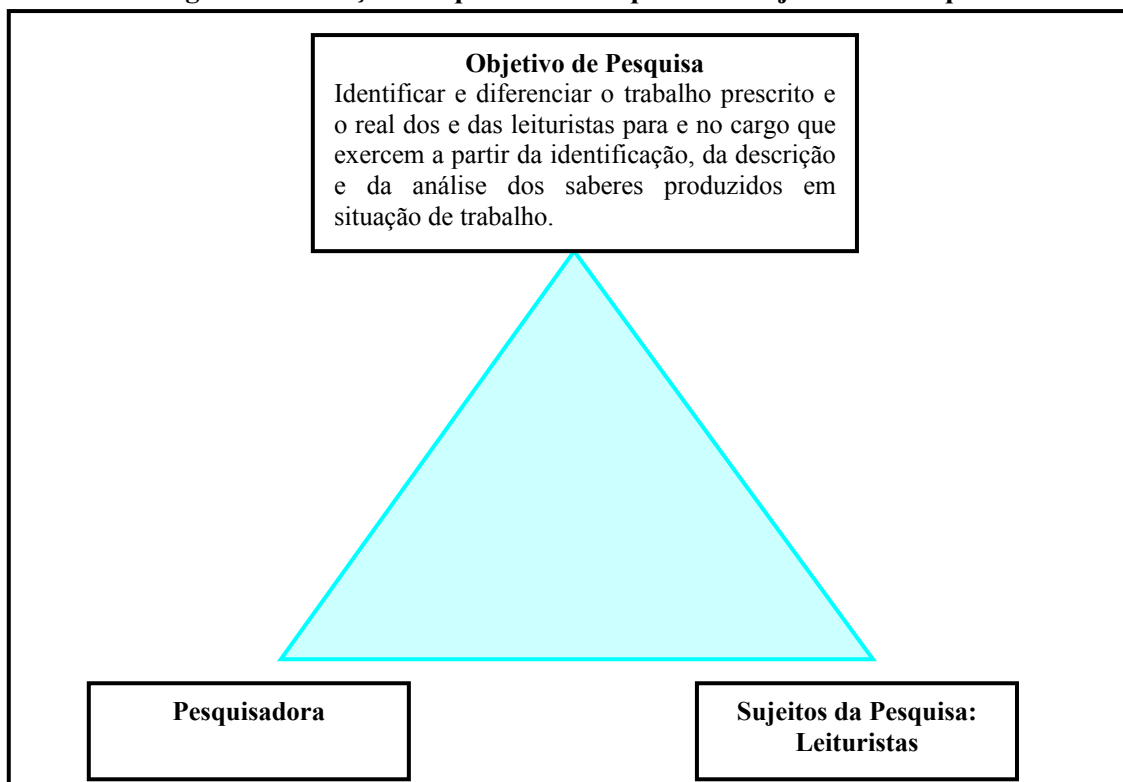 Objetivo de Pesquisa
Identificar e diferenciar o trabalho prescrito e
o real dos e das leituristas para e no cargo que
exercem a partir da identificação, da descrição
e da análise dos saberes produzidos em
situação de trabalho.
Pesquisadora
Sujeitos da Pesquisa:
Leituristas